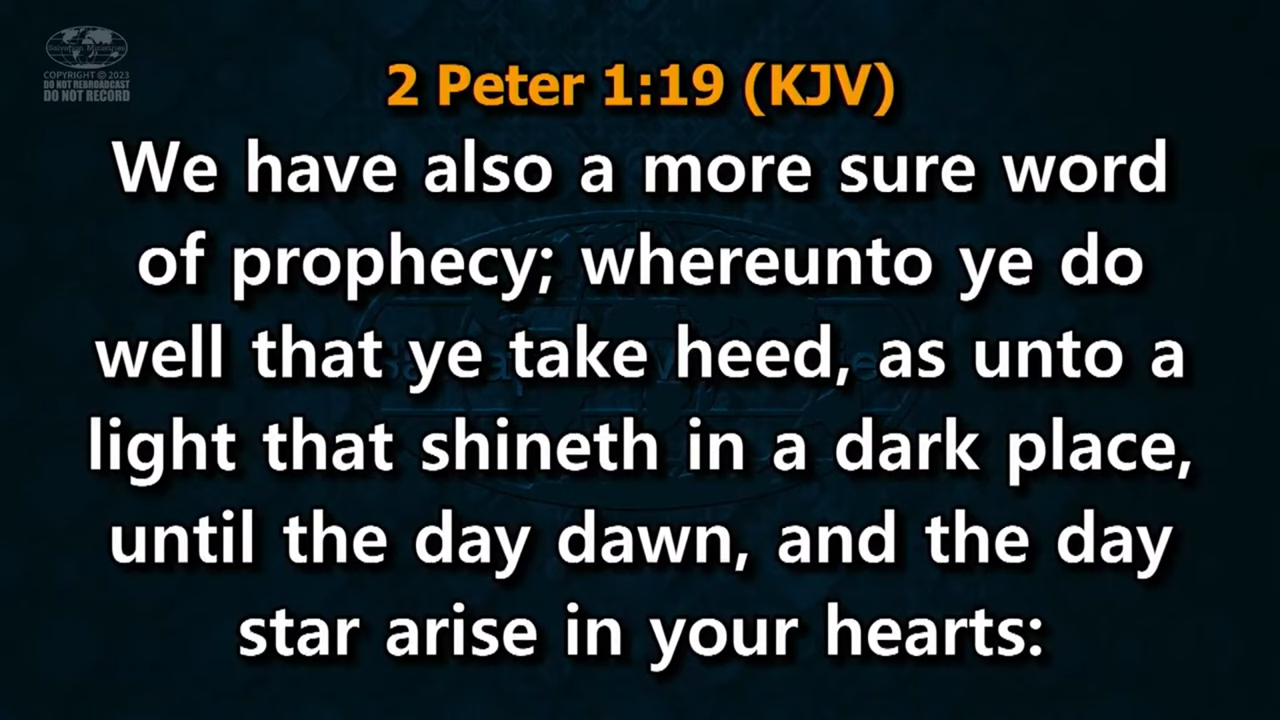 Salvation Ministries
COPYRIGHT © 2023
DO NOT REBROADCAST
DO NOT RECORD
2 Peter 1:19 (KJV)
We have also a more sure word
of prophecy; whereunto ye do
well that ye take heed, as unto a
light that shineth in a dark place,
until the day dawn, and the day
star arise in your hearts: